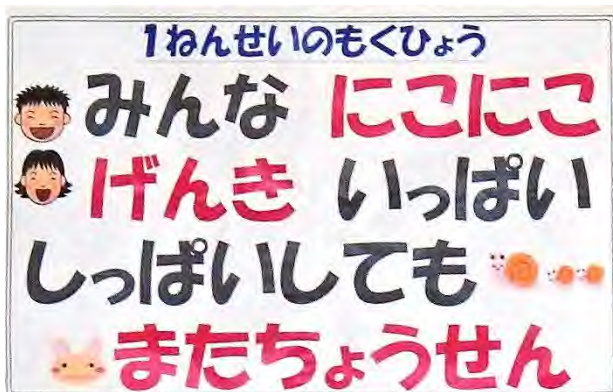 1ねんせいのもくひょう
みんな にこにこ
げんき いっぱい
しっぱいしても
またちょうせん